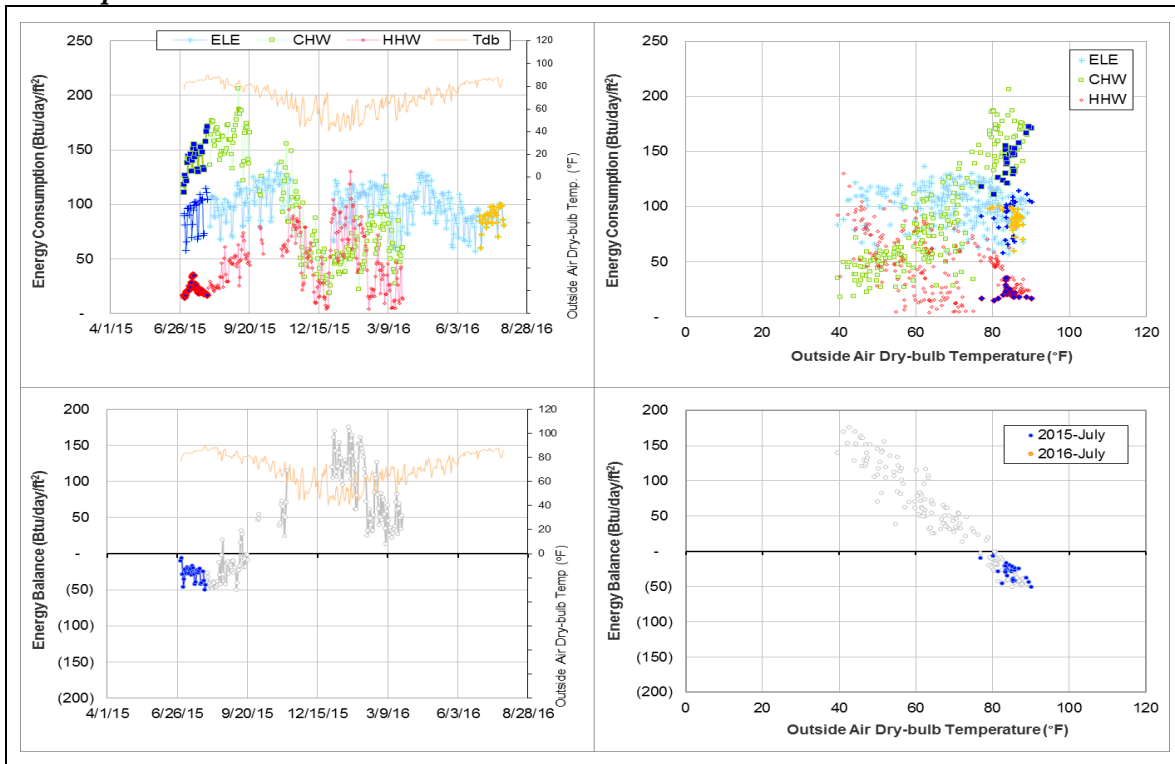 250
200
150
100
50
-
Energy Consumption (Btu/day/ft²)
ELE CHW HHW Tdb
120
100
80
60
40
20
0
Outside Air Dry-bulb Temp. (°F)
4/1/15 6/26/15 9/20/15 12/15/15 3/9/16 6/3/16 8/28/16
250
200
150
100
50
-
Energy Consumption (Btu/day/ft²)
ELE
CHW
HHW
0 20 40 60 80 100 120
Outside Air Dry-bulb Temperature (°F)
200
150
100
50
-
(50)
(100)
(150)
(200)
Energy Balance (Btu/day/ft²)
120
100
80
60
40
20
0
Outside Air Dry-bulb Temp (°F)
4/1/15 6/26/15 9/20/15 12/15/15 3/9/16 6/3/16 8/28/16
200
150
100
50
-
(50)
(100)
(150)
(200)
Energy Balance (Btu/day/ft²)
2015-July
2016-July
0 20 40 60 80 100 120
Outside Air Dry-bulb Temperature (°F)